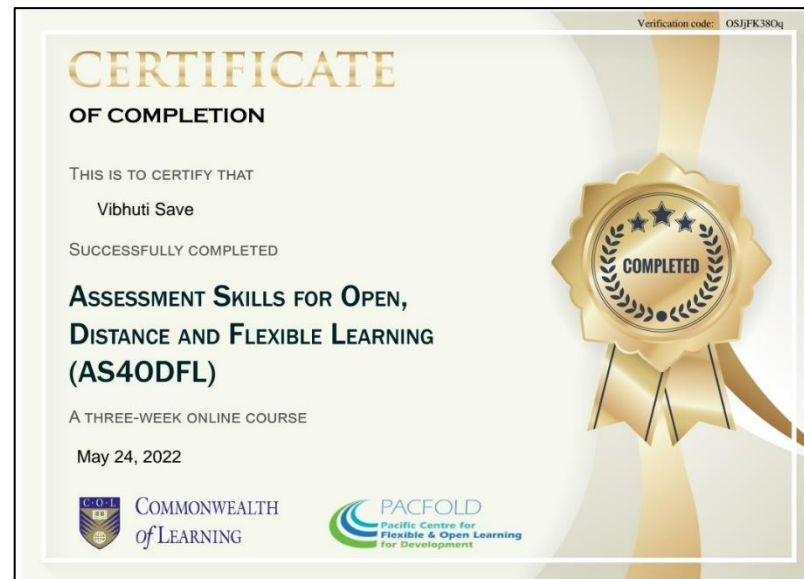 Verification code: OSJjFK38Oq
CERTIFICATE
OF COMPLETION
THIS IS TO CERTIFY THAT
Vibhuti Save
SUCCESSFULLY COMPLETED
ASSESSMENT SKILLS FOR OPEN,
DISTANCE AND FLEXIBLE LEARNING
(AS4ODFL)
A THREE-WEEK ONLINE COURSE
May 24, 2022
COMPLETED
C·O·L
COMMONWEALTH
of LEARNING
PACFOLD
Pacific Centre for
Flexible & Open Learning
for Development